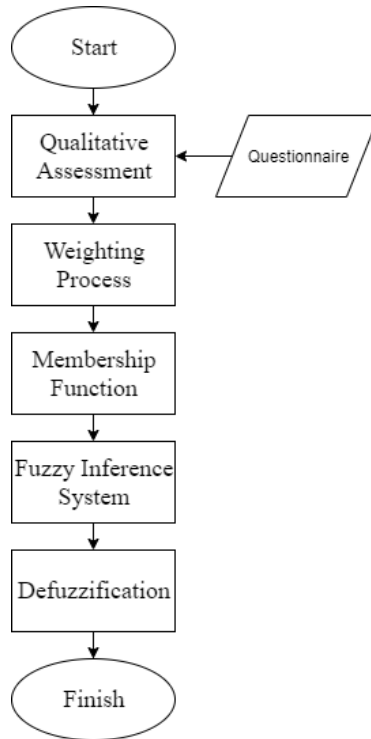 Start
Qualitative
Assessment
Questionnaire
Weighting
Process
Membership
Function
Fuzzy Inference
System
Defuzzification
Finish